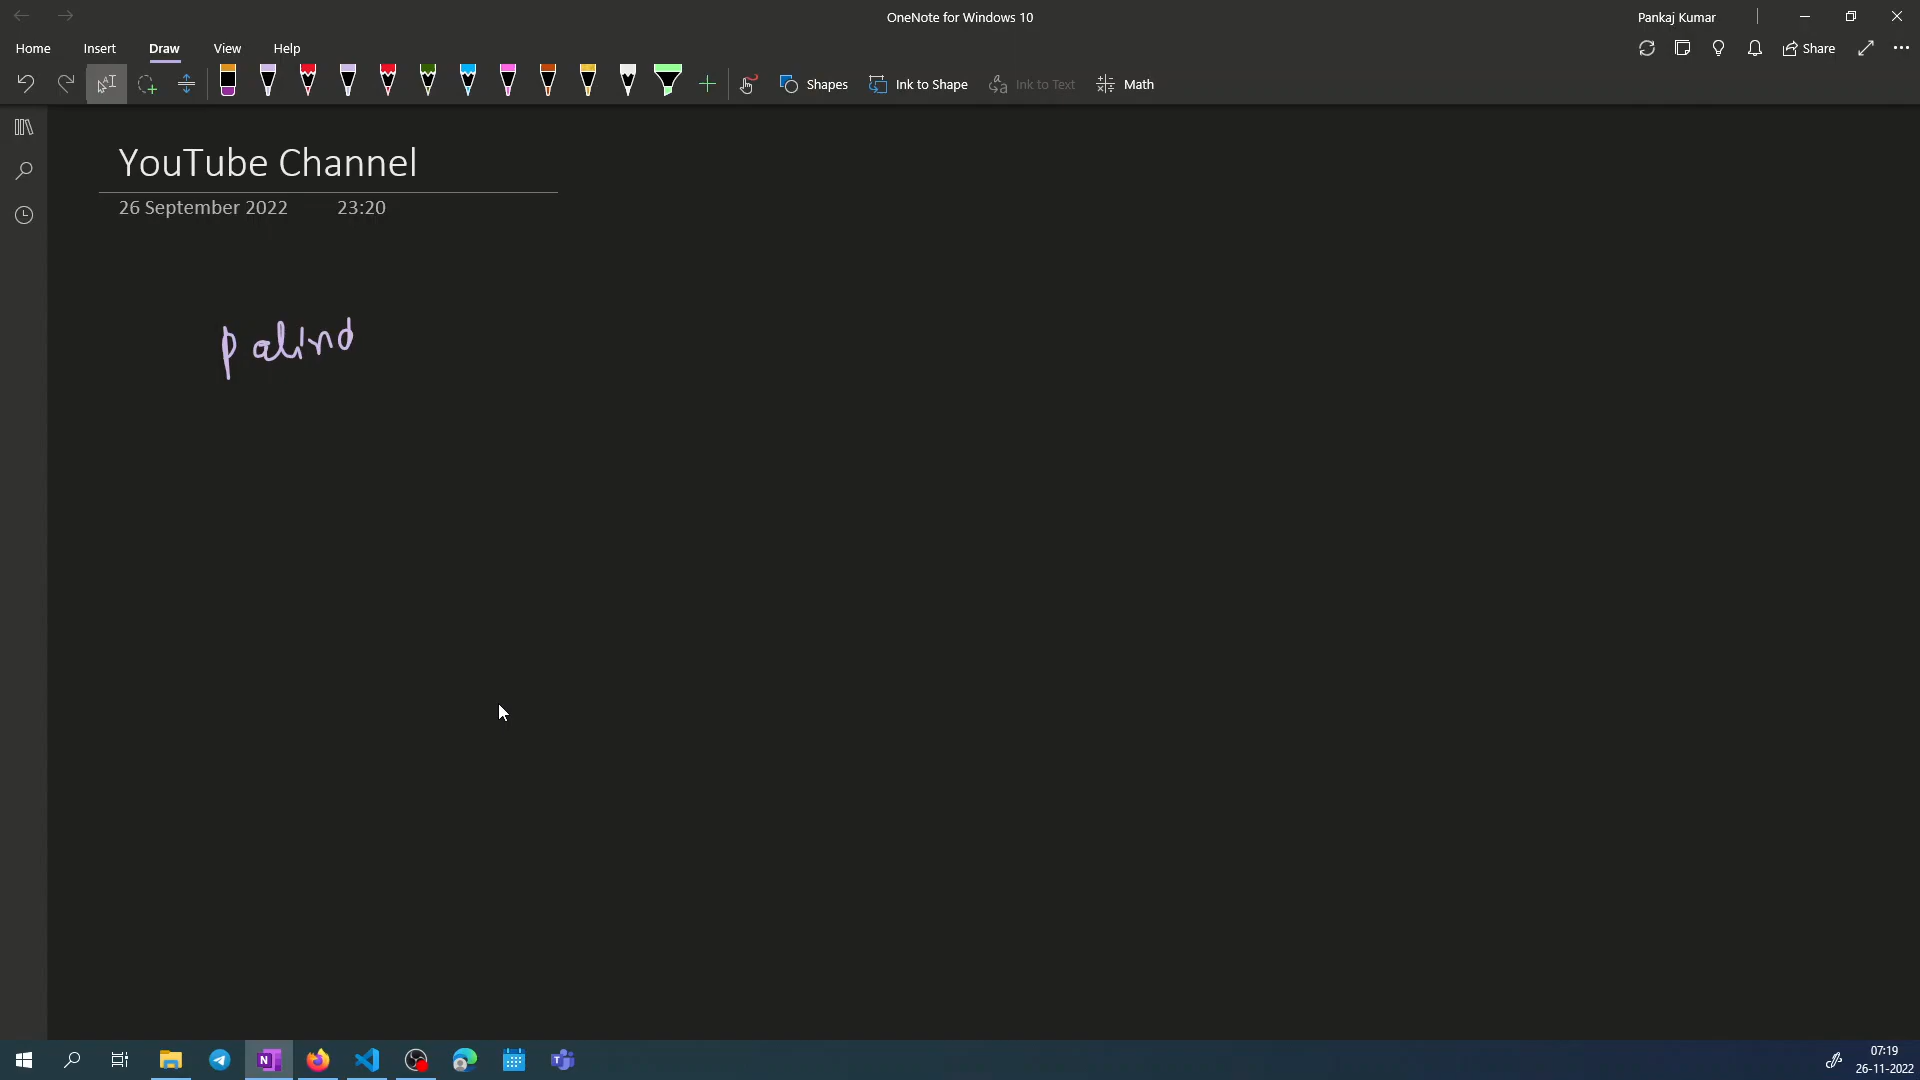 OneNote for Windows 10
Pankaj Kumar
Home Insert Draw View Help
Share
Shapes Ink to Shape Ink to Text Math
YouTube Channel
26 September 2022 23:20
palind
07:19
26-11-2022